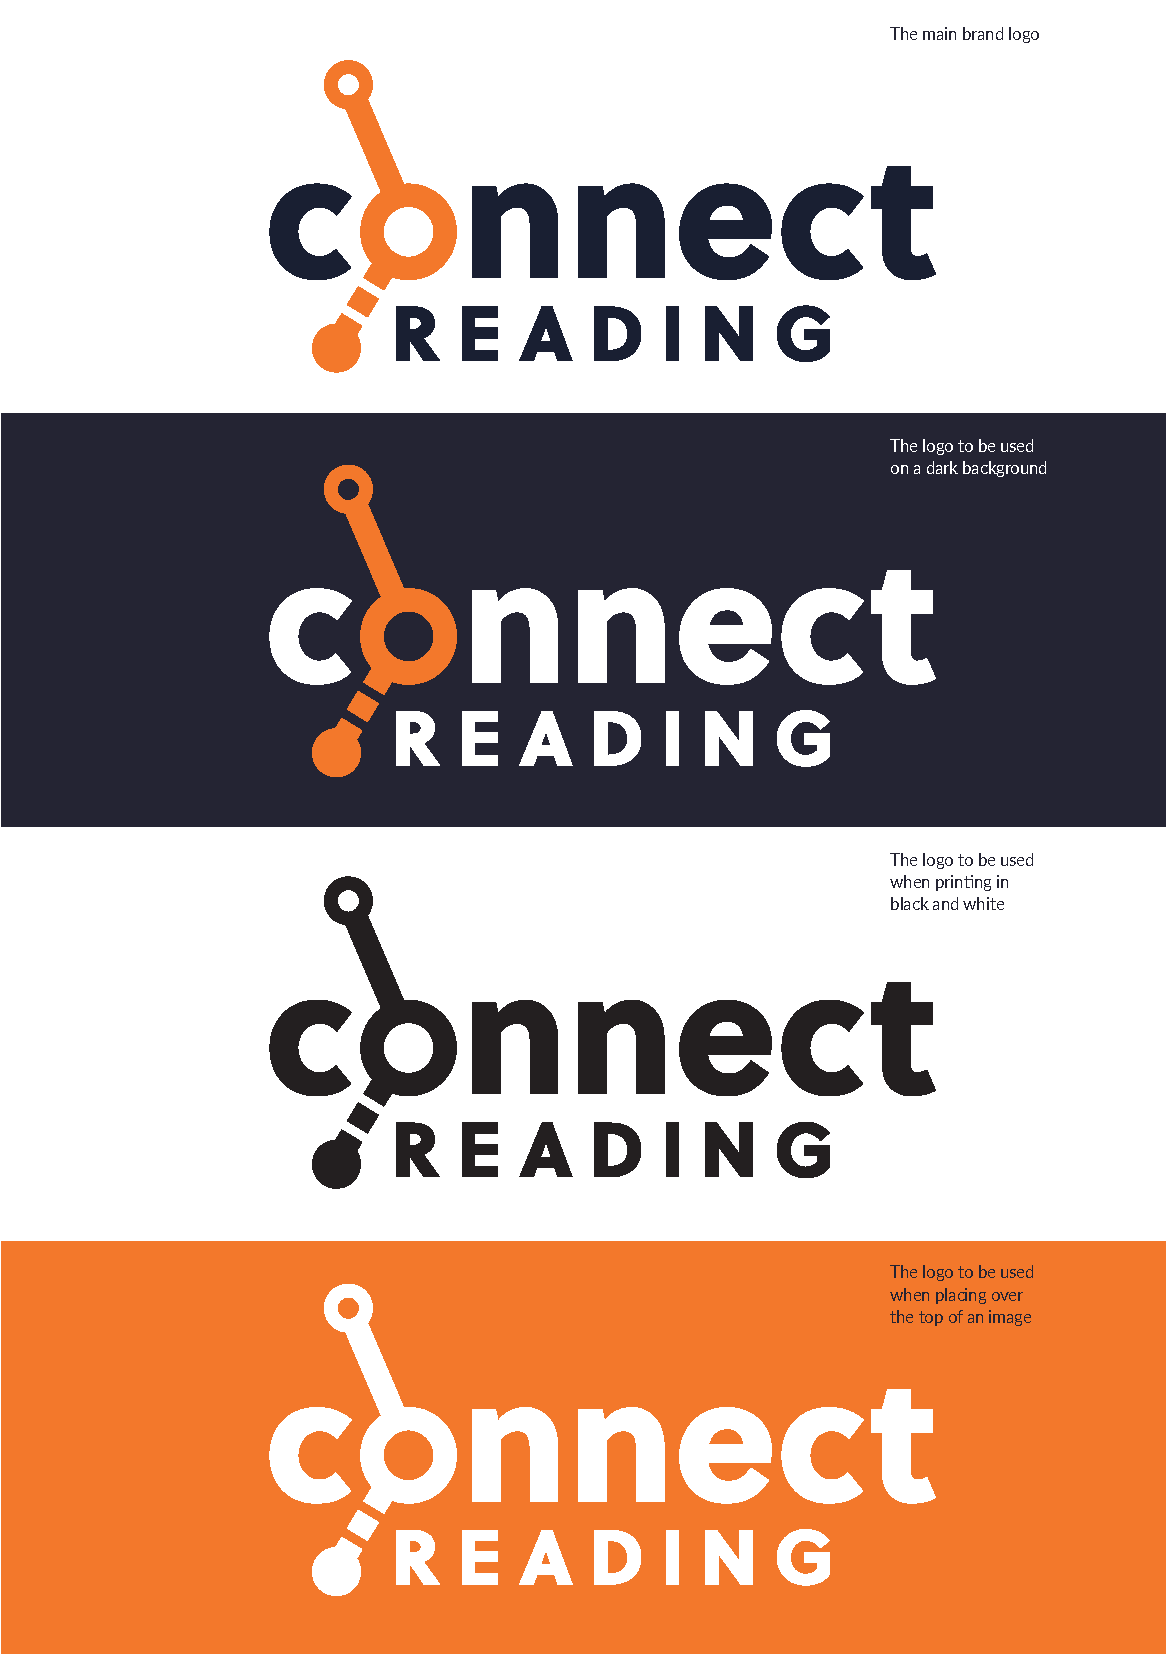 The main brand logo
connect
READING
The logo to be used
on a dark background
connect
READING
The logo to be used
when printing in
black and white
connect
READING
The logo to be used
when placing over
the top of an image
connect
READING